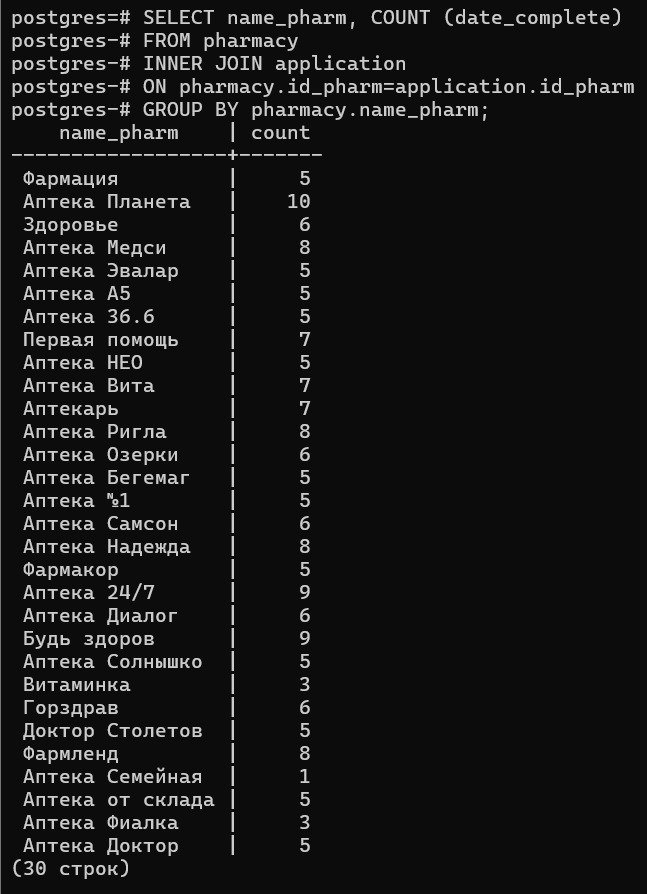 postgres=# SELECT name_pharm, COUNT (date_complete)
postgres-# FROM pharmacy
postgres-# INNER JOIN application
postgres-# ON pharmacy.id_pharm=application.id_pharm
postgres-# GROUP BY pharmacy.name_pharm;
    name_pharm    | count
------------------+-------
 Фармация         |     5
 Аптека Планета   |    10
 Здоровье         |     6
 Аптека Медси     |     8
 Аптека Эвалар    |     5
 Аптека А5        |     5
 Аптека 36.6      |     5
 Первая помощь    |     7
 Аптека НЕО       |     5
 Аптека Вита      |     7
 Аптекарь         |     7
 Аптека Ригла     |     8
 Аптека Озерки    |     6
 Аптека Бегемаг   |     5
 Аптека №1        |     5
 Аптека Самсон    |     6
 Аптека Надежда   |     8
 Фармакор         |     5
 Аптека 24/7      |     9
 Аптека Диалог    |     6
 Будь здоров      |     9
 Аптека Солнышко  |     5
 Витаминка        |     3
 Горздрав         |     6
 Доктор Столетов  |     5
 Фармленд         |     8
 Аптека Семейная  |     1
 Аптека от склада |     5
 Аптека Фиалка    |     3
 Аптека Доктор    |     5
(30 строк)